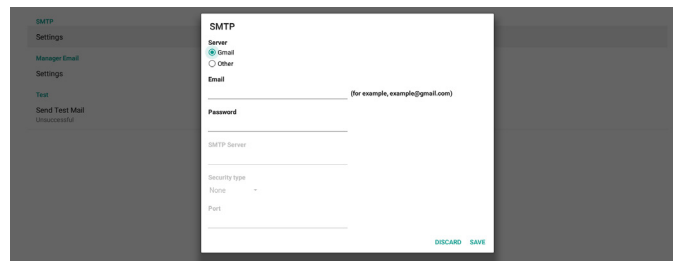 SMTP
Settings
Manager Email
Settings
Test
Send Test Mail
Unsuccessful
SMTP
Server
Gmail
Other
Email
(for example, example@gmail.com)
Password
SMTP Server
Security type
None
Port
DISCARD SAVE